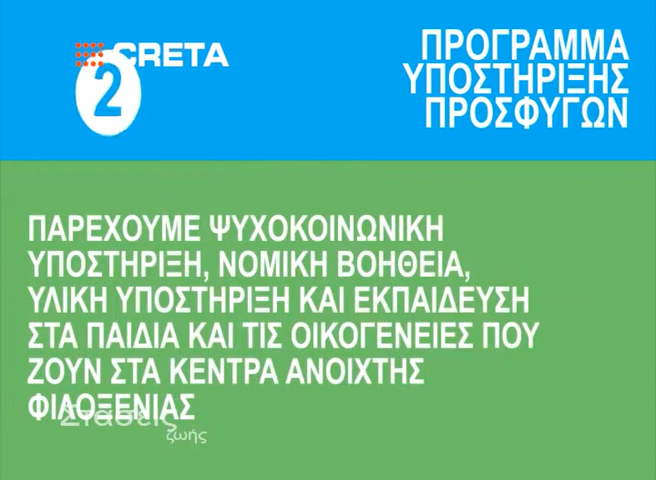 CRETA
2
ΠΡΟΓΡΑΜΜΑ
ΥΠΟΣΤΗΡΙΞΗΣ
ΠΡΟΣΦΥΓΩΝ
ΠΑΡΕΧΟΥΜΕ ΨΥΧΟΚΟΙΝΩΝΙΚΗ
ΥΠΟΣΤΗΡΙΞΗ, ΝΟΜΙΚΗ ΒΟΗΘΕΙΑ,
ΥΛΙΚΗ ΥΠΟΣΤΗΡΙΞΗ ΚΑΙ ΕΚΠΑΙΔΕΥΣΗ
ΣΤΑ ΠΑΙΔΙΑ ΚΑΙ ΤΙΣ ΟΙΚΟΓΕΝΕΙΕΣ ΠΟΥ
ΖΟΥΝ ΣΤΑ ΚΕΝΤΡΑ ΑΝΟΙΧΤΗΣ
ΦΙΛΟΞΕΝΙΑΣ
Στάσεις
ζωής